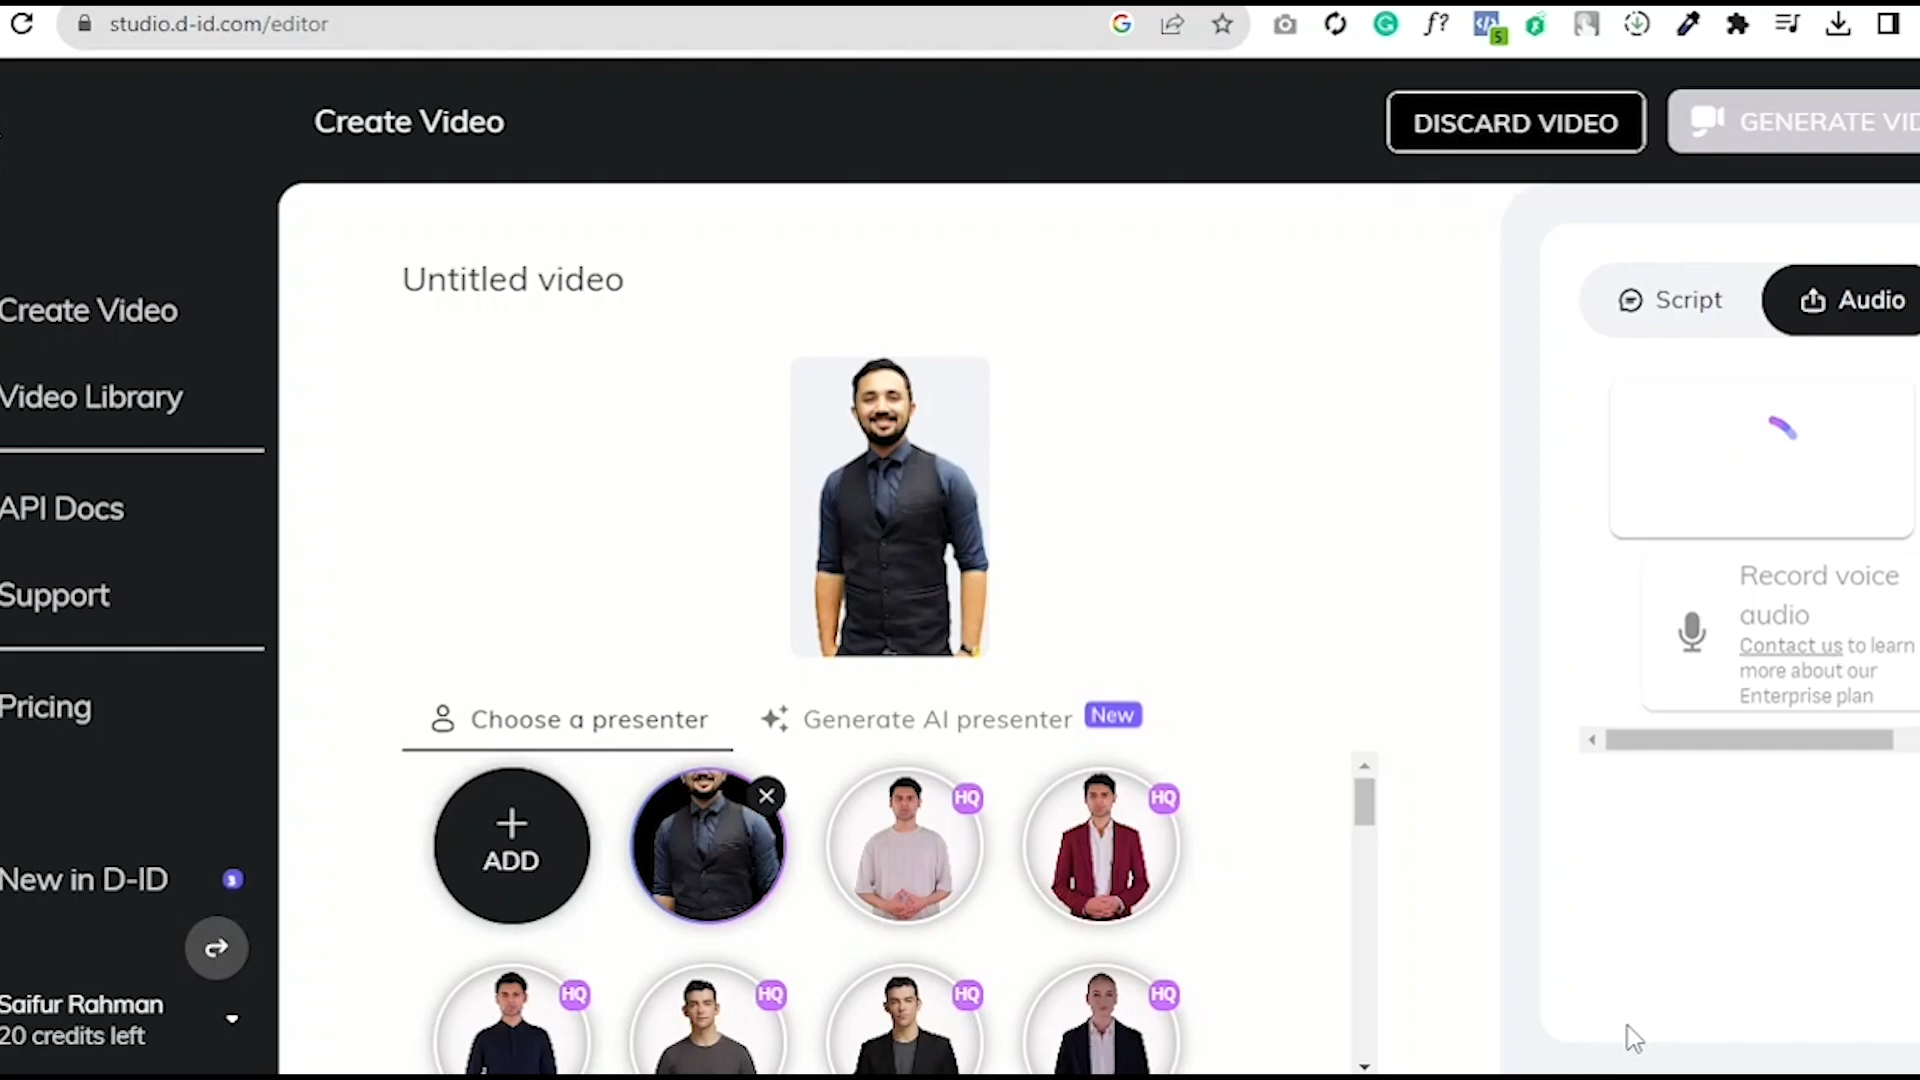 studio.d-id.com/editor
G
f?
</>
5
Create Video
DISCARD VIDEO
GENERATE VID
Create Video
Video Library
API Docs
Support
Pricing
New in D-ID
3
Saifur Rahman
20 credits left
Untitled video
Choose a presenter
Generate AI presenter
New
ADD
HQ
HQ
HQ
HQ
HQ
HQ
Script
Audio
Record voice
audio
Contact us to learn
more about our
Enterprise plan